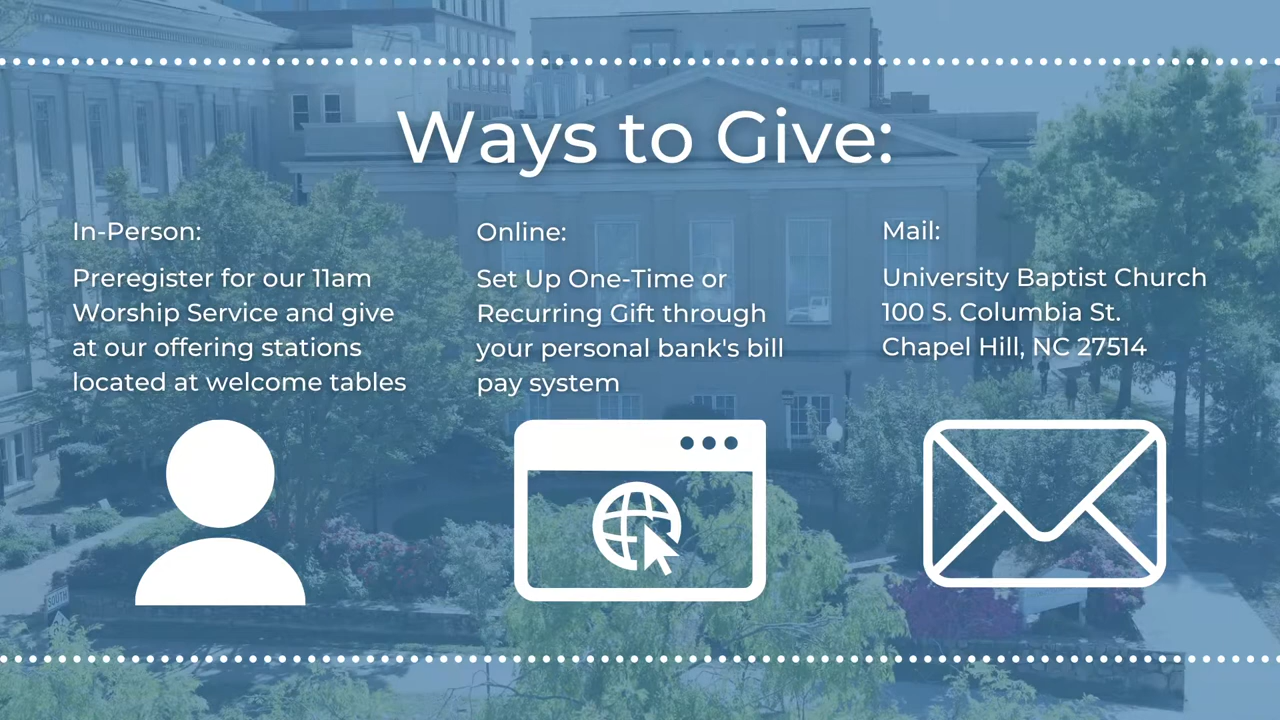 Ways to Give:
In-Person:
Preregister for our 11am
Worship Service and give
at our offering stations
located at welcome tables
Online:
Set Up One-Time or
Recurring Gift through
your personal bank's bill
pay system
Mail:
University Baptist Church
100 S. Columbia St.
Chapel Hill, NC 27514